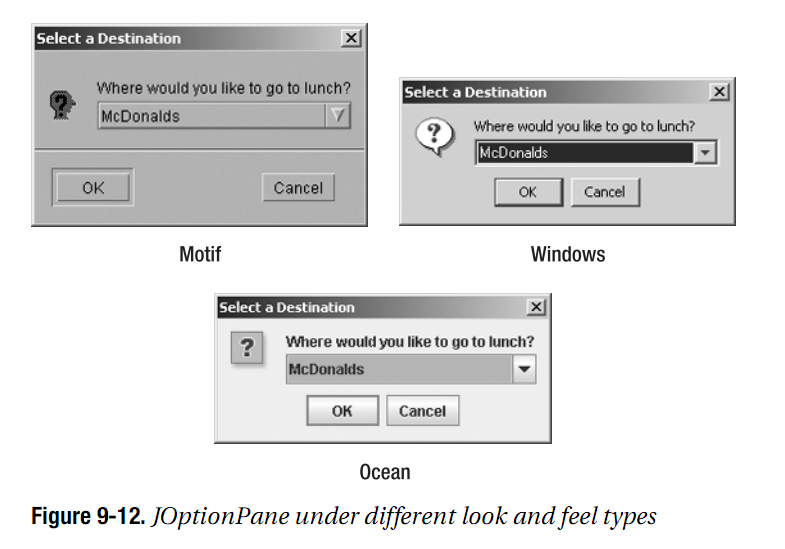 Select a Destination
Where would you like to go to lunch?
McDonalds
OK Cancel
Motif
Select a Destination
?
Where would you like to go to lunch?
McDonalds
OK Cancel
Windows
Select a Destination
?
Where would you like to go to lunch?
McDonalds
OK Cancel
Ocean
Figure 9-12. JOptionPane under different look and feel types